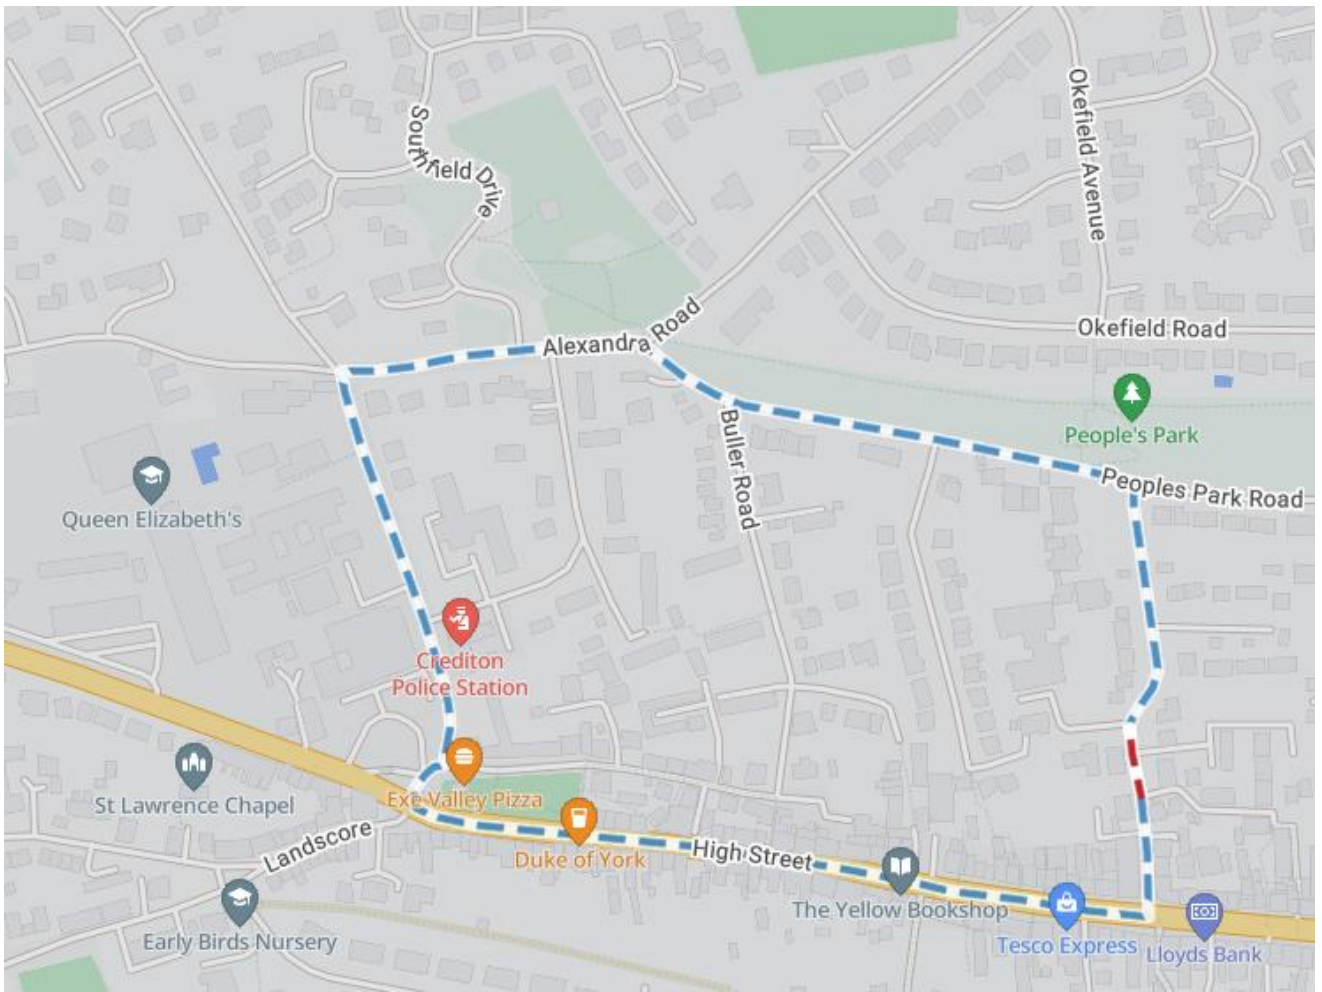 Okefield Avenue
Southfield Drive
Alexandra Road
Okefield Road
Buller Road
People's Park
Peoples Park Road
Queen Elizabeth's
Crediton
Police Station
St Lawrence Chapel
Exe Valley Pizza
Landscore
Duke of York
High Street
The Yellow Bookshop
Early Birds Nursery
Tesco Express
Lloyds Bank